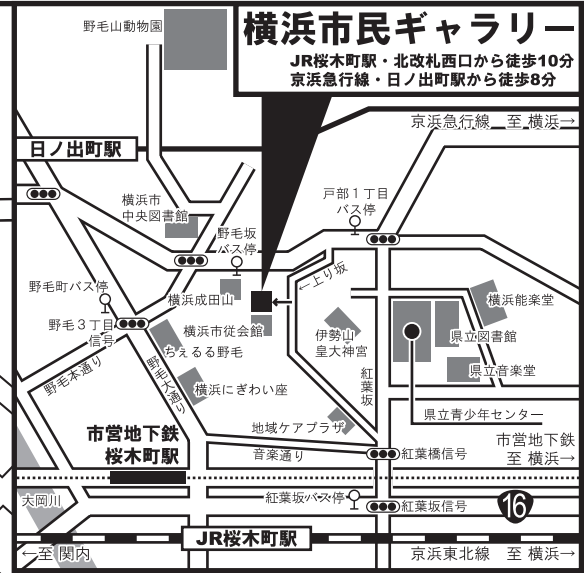 野毛山動物園
横浜市民ギャラリー
JR桜木町駅・北改札西口から徒歩10分
京浜急行線・日ノ出町駅から徒歩8分
京浜急行線 至 横浜→
日ノ出町駅
横浜市
中央図書館
戸部1丁目
バス停
野毛坂
バス停
←上り坂
野毛町バス停
横浜成田山
横浜能楽堂
野毛3丁目
信号
横浜市従会館
伊勢山
皇大神宮
県立図書館
ちぇるる野毛
県立音楽堂
野毛本通り
野毛大通り
横浜にぎわい座
紅葉坂
県立青少年センター
地域ケアプラザ
市営地下鉄
桜木町駅
音楽通り
紅葉橋信号
市営地下鉄
至 横浜→
大岡川
紅葉坂バス停
紅葉坂信号
16
JR桜木町駅
←至 関内
京浜東北線 至 横浜→